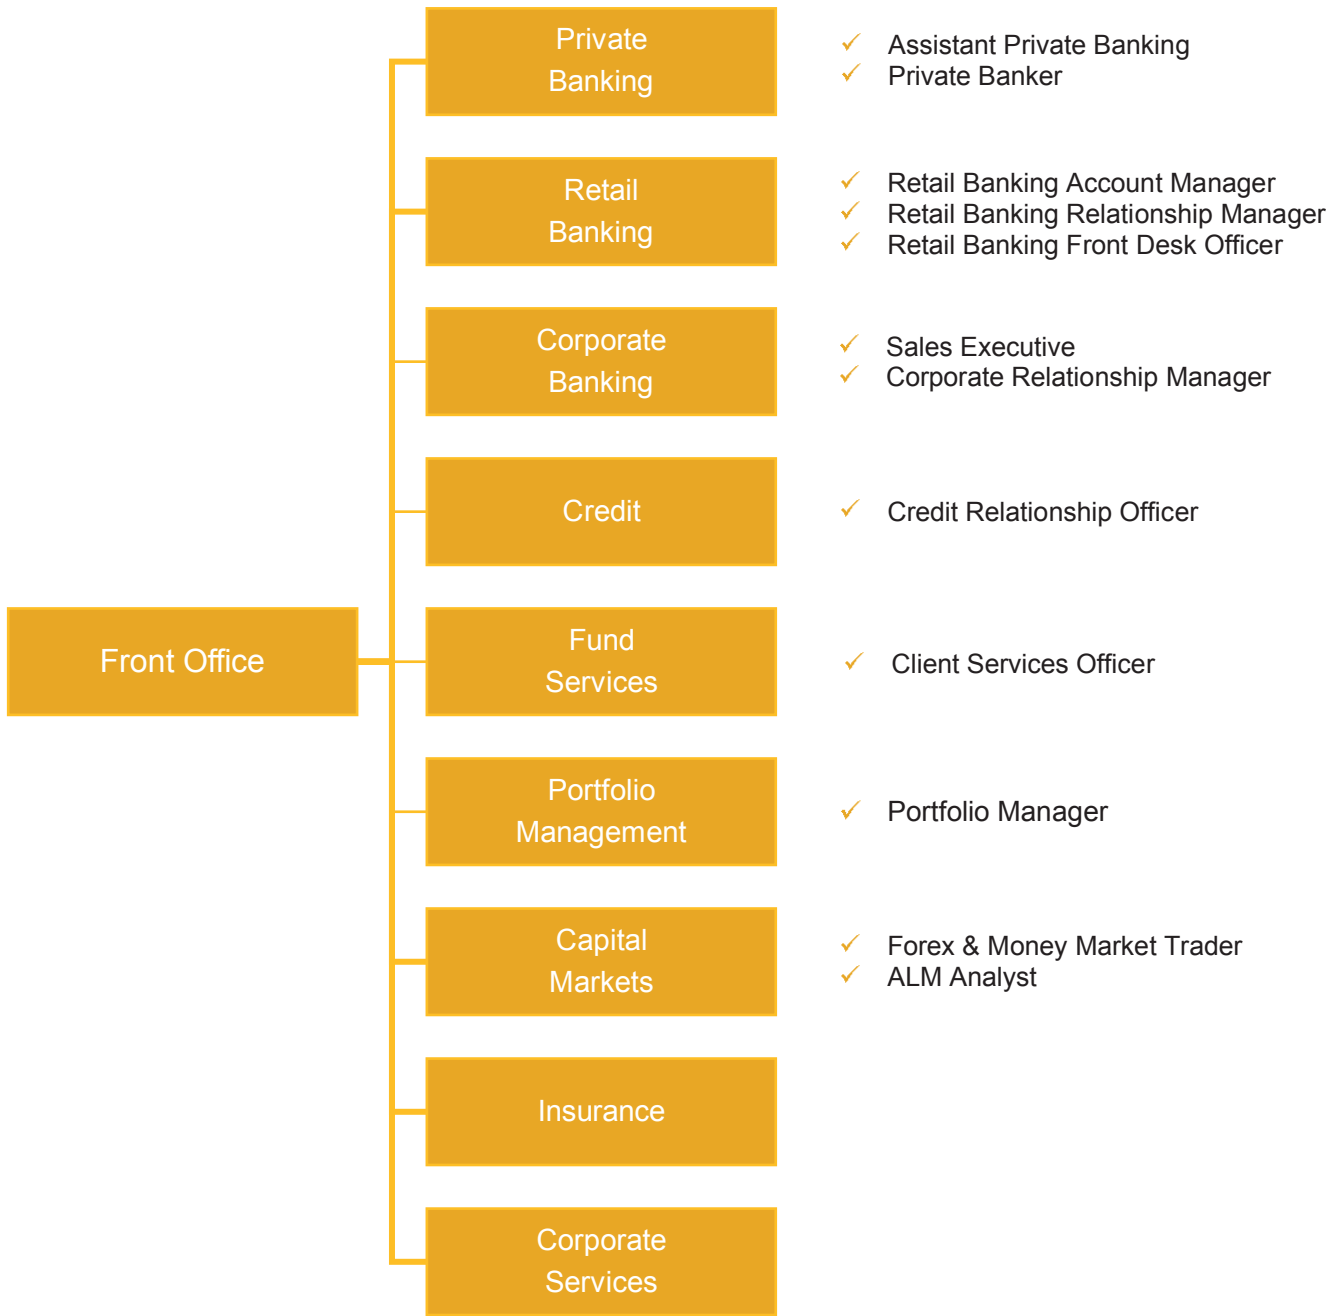 Private
Banking
Assistant Private Banking
Private Banker
Retail
Banking
Retail Banking Account Manager
Retail Banking Relationship Manager
Retail Banking Front Desk Officer
Corporate
Banking
Sales Executive
Corporate Relationship Manager
Credit
Credit Relationship Officer
Front Office
Fund
Services
Client Services Officer
Portfolio
Management
Portfolio Manager
Capital
Markets
Forex & Money Market Trader
ALM Analyst
Insurance
Corporate
Services